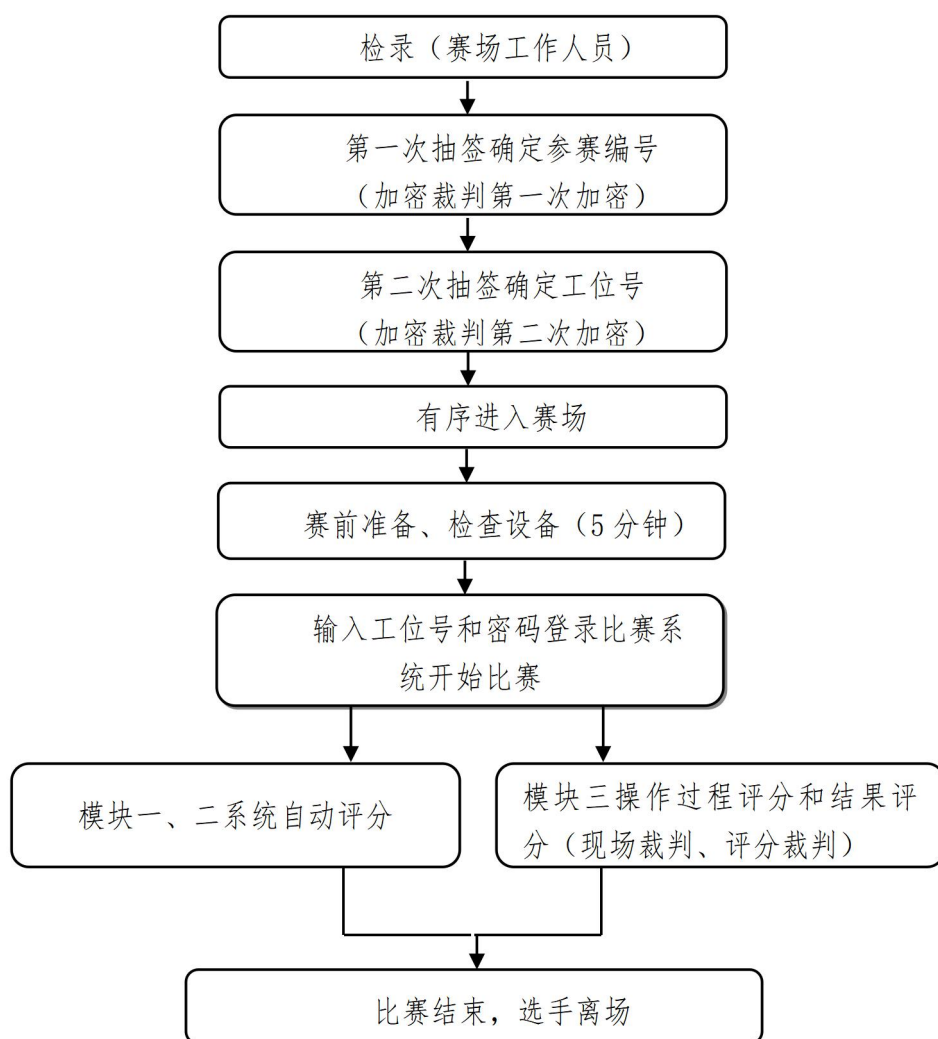 检录（赛场工作人员）
第一次抽签确定参赛编号
（加密裁判第一次加密）
第二次抽签确定工位号
（加密裁判第二次加密）
有序进入赛场
赛前准备、检查设备（5 分钟）
输入工位号和密码登录比赛系
统开始比赛
模块一、二系统自动评分
模块三操作过程评分和结果评
分（现场裁判、评分裁判）
比赛结束，选手离场